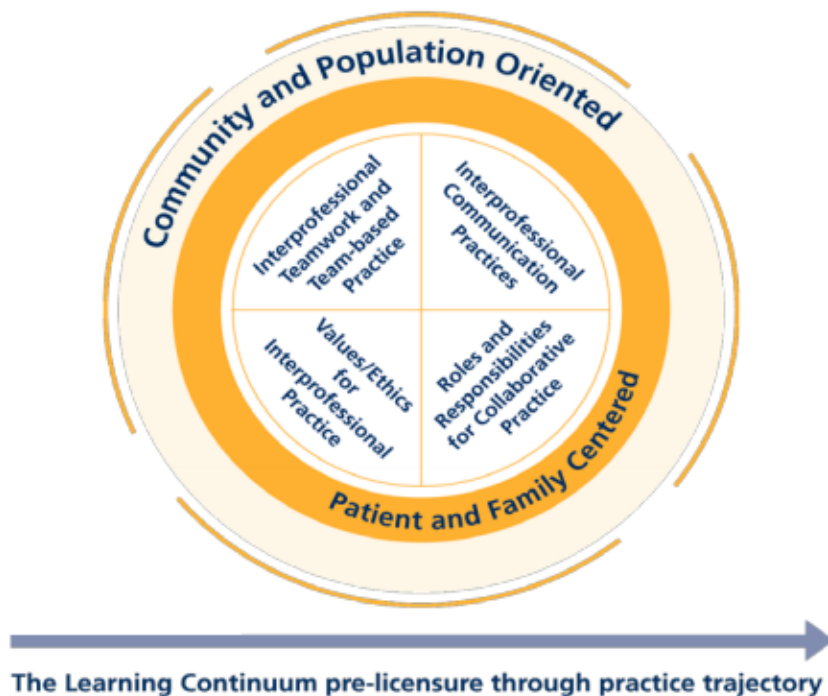 Community and Population Oriented
Interprofessional
Teamwork and
Team-based
Practice
Interprofessional
Communication
Practices
Values/Ethics
for
Interprofessional
Practice
Roles and
Responsibilities
for Collaborative
Practice
Patient and Family Centered
The Learning Continuum pre-licensure through practice trajectory